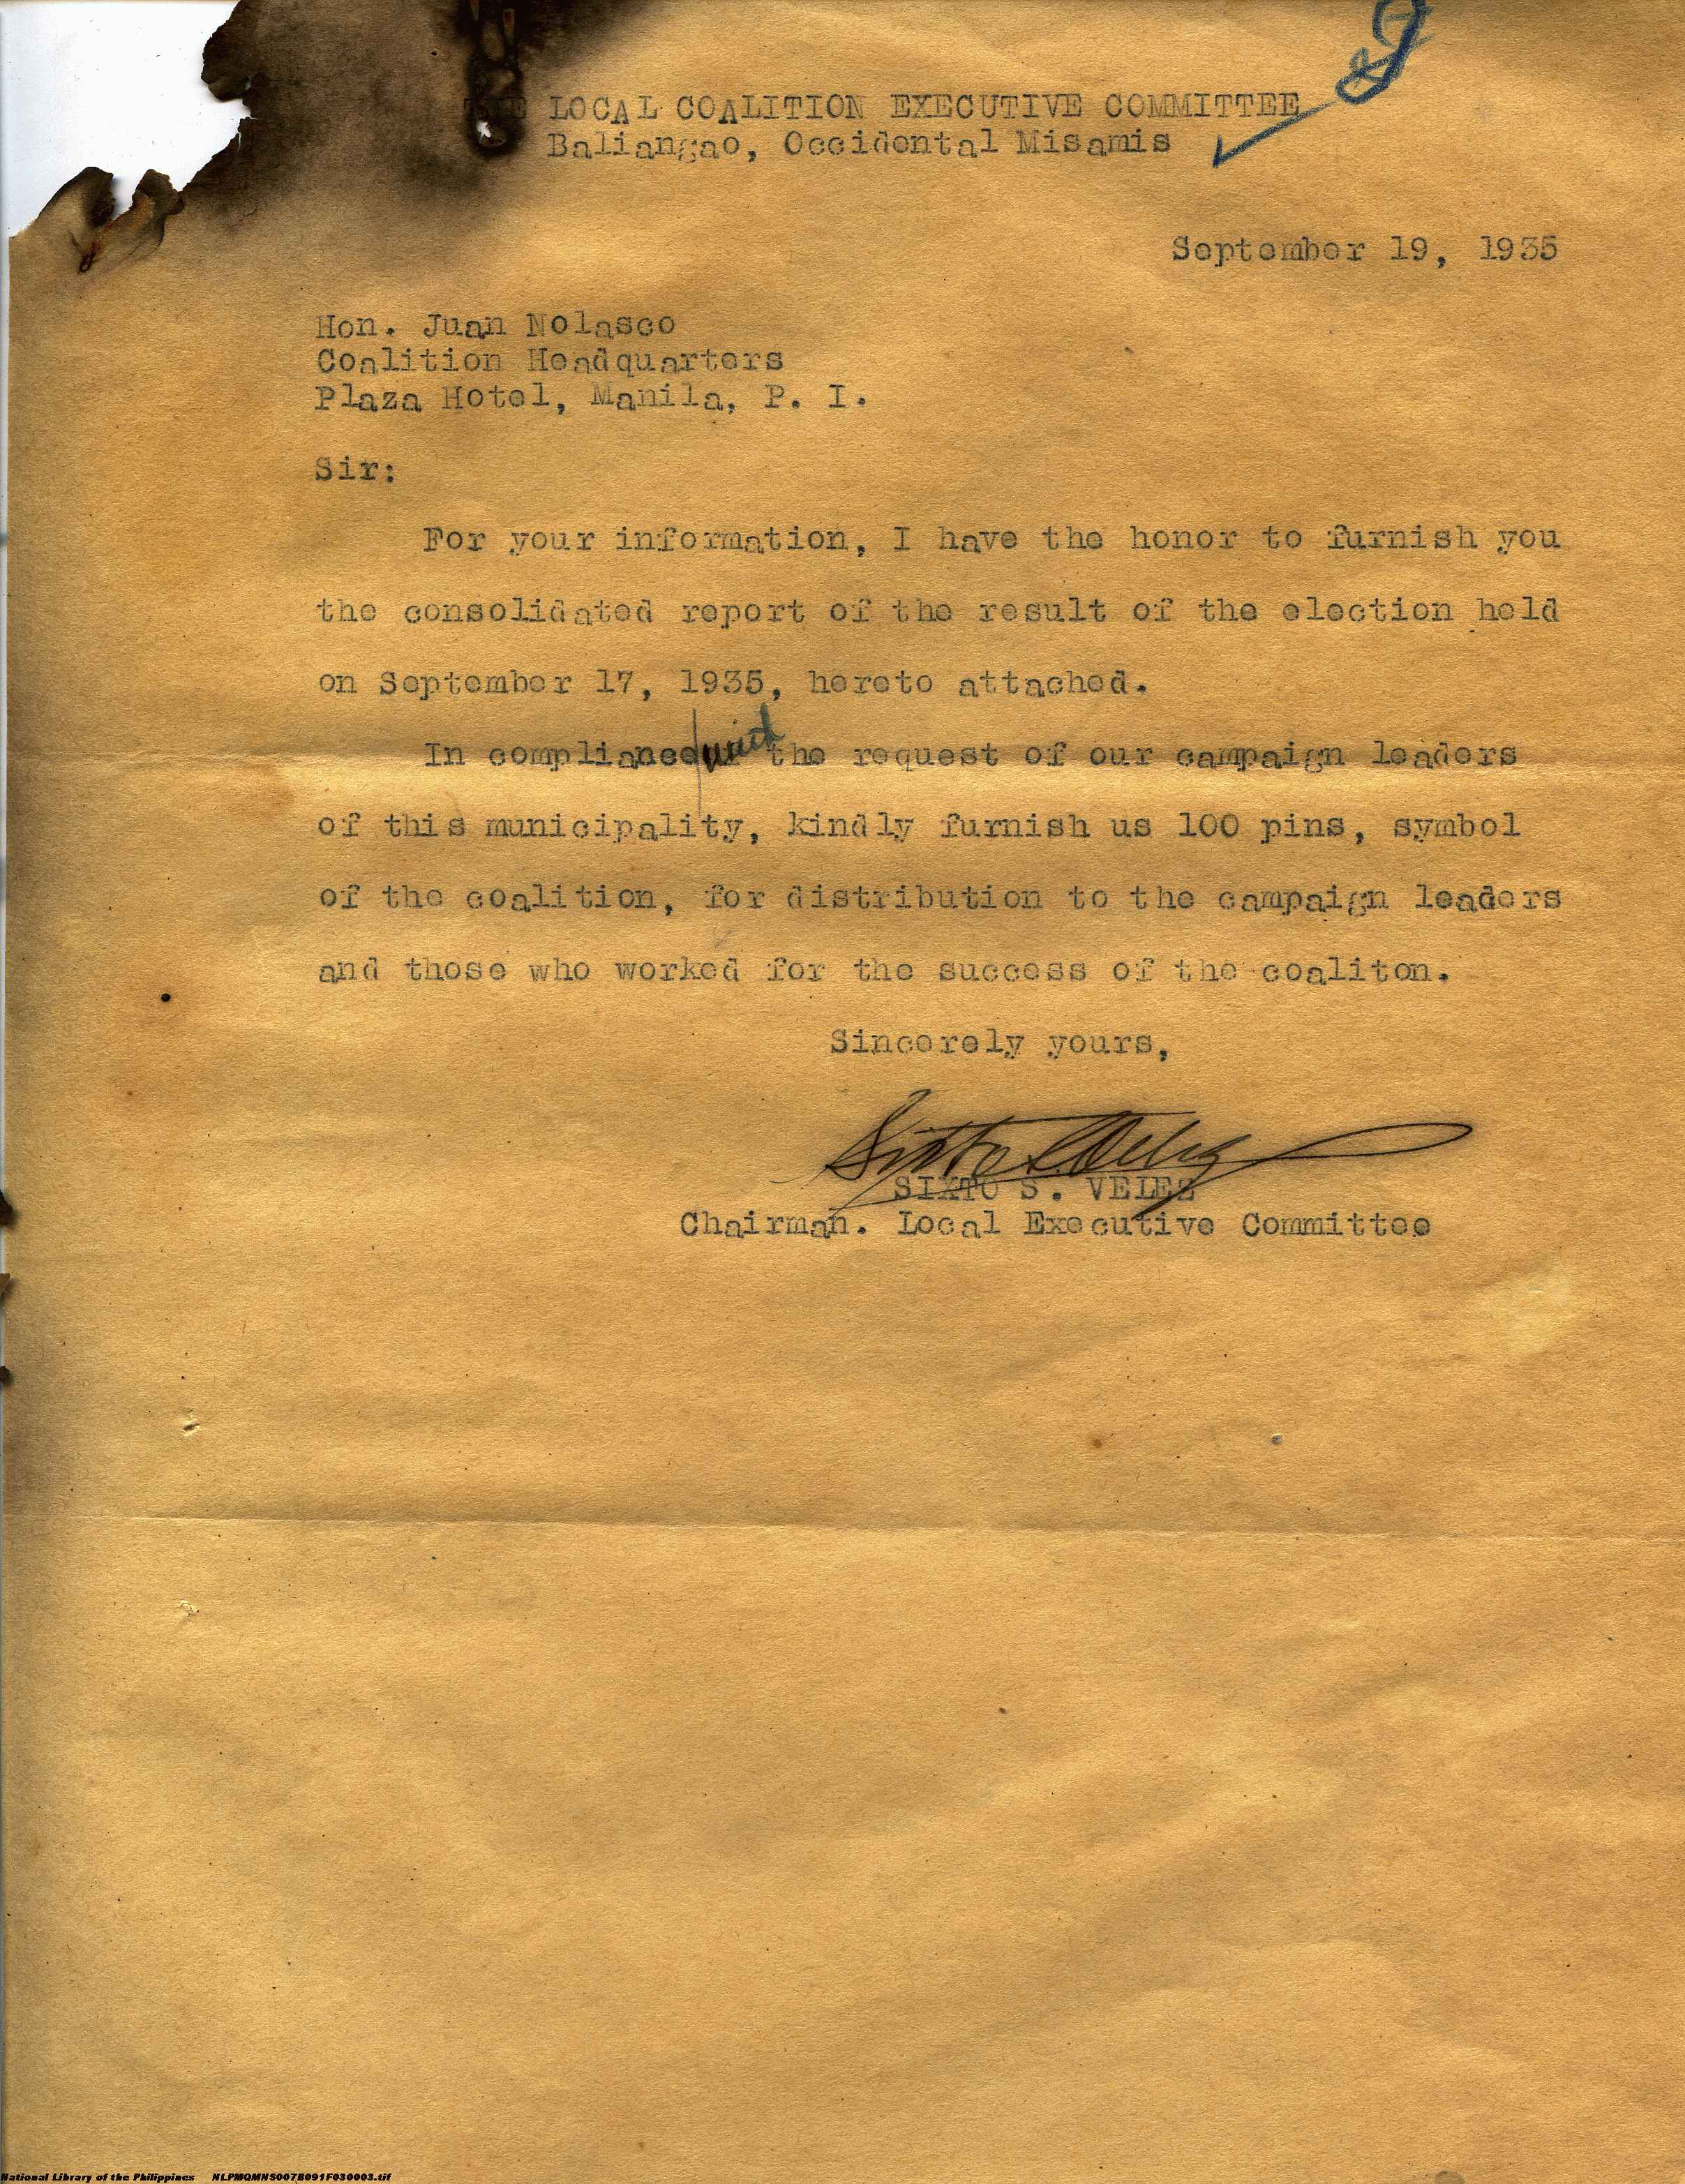 THE LOCAL COALITION EXECUTIVE COMMITTEE
Baliangao, Occidental Misamis
September 19, 1935
Hon. Juan Nolasco
Coalition Headquarters
Plaza Hotel, Manila, P. I.
Sir:
For your information, I have the honor to furnish you
the consolidated report of the result of the election held
on September 17, 1935, hereto attached.
In compliance with the request of our campaign leaders
of this municipality, kindly furnish us 100 pins, symbol
of the coalition, for distribution to the campaign leaders
and those who worked for the success of the coaliton.
Sincerely yours,
Sixto S. Velez
SIXTO S. VELEZ
Chairman. Local Executive Committee
National Library of the Philippines NLPMQMNS007B091F030003.tif